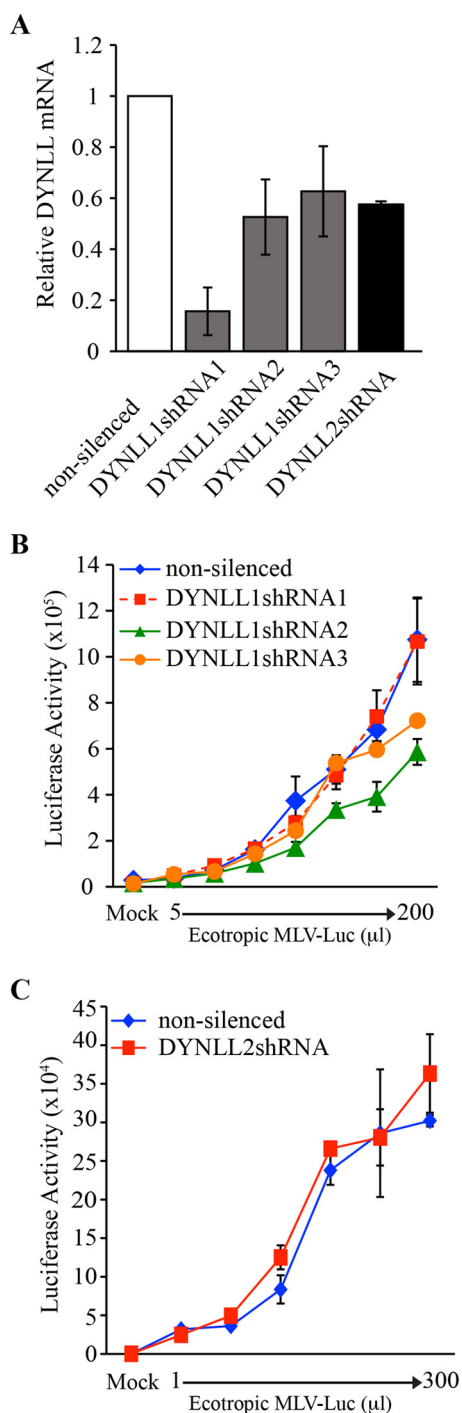 A
Relative DYNLL mRNA
1.2
1
0.8
0.6
0.4
0.2
0
non-silenced
DYNLL1shRNA1
DYNLL1shRNA2
DYNLL1shRNA3
DYNLL2shRNA
B
Luciferase Activity (x10⁵)
14
12
10
8
6
4
2
0
non-silenced
DYNLL1shRNA1
DYNLL1shRNA2
DYNLL1shRNA3
Mock 5 200
Ecotropic MLV-Luc (µl)
C
Luciferase Activity (x10⁴)
45
40
35
30
25
20
15
10
5
0
non-silenced
DYNLL2shRNA
Mock 1 300
Ecotropic MLV-Luc (µl)